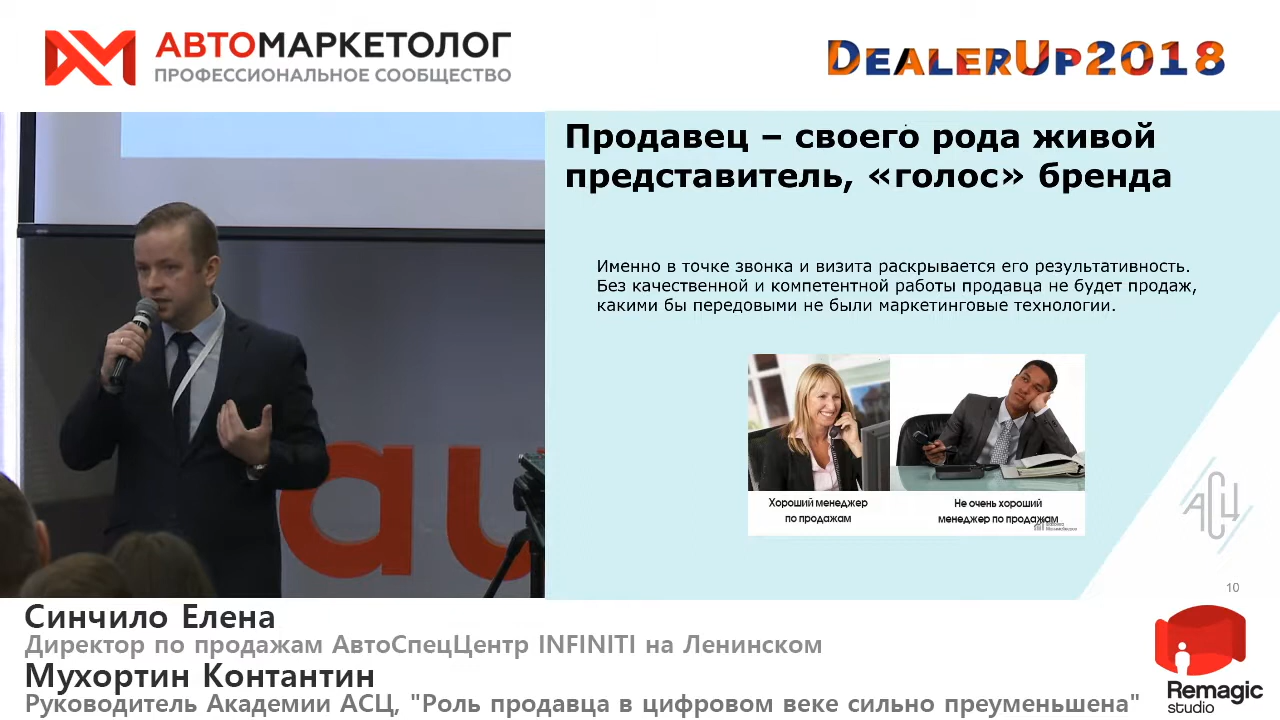 АВТОМАРКЕТОЛОГ
ПРОФЕССИОНАЛЬНОЕ СООБЩЕСТВО
DEALERUP2018
Продавец – своего рода живой
представитель, «голос» бренда
Именно в точке звонка и визита раскрывается его результативность.
Без качественной и компетентной работы продавца не будет продаж,
какими бы передовыми не были маркетинговые технологии.
Хороший менеджер
по продажам
Не очень хороший
менеджер по продажам
АСЦ
10
au
Синчило Елена
Директор по продажам АвтоСпецЦентр INFINITI на Ленинском
Мухортин Контантин
Руководитель Академии АСЦ, "Роль продавца в цифровом веке сильно преуменьшена"
Remagic
studio